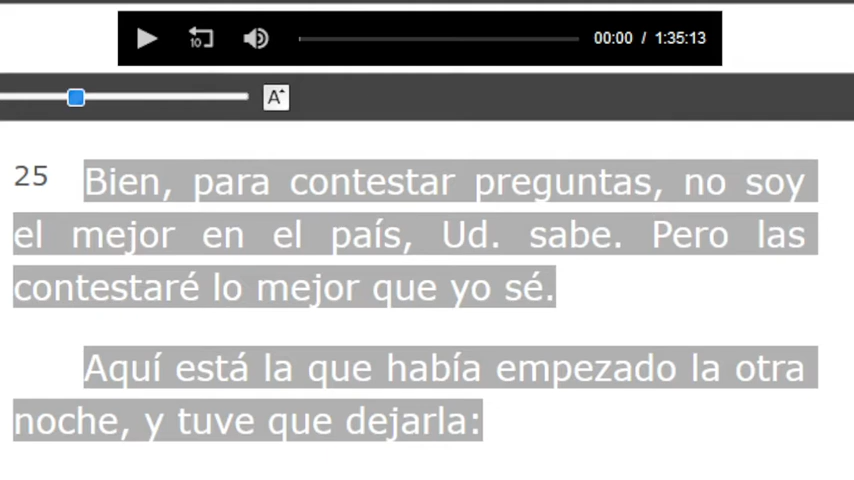 10
00:00 / 1:35:13
A+
25 Bien, para contestar preguntas, no soy
el mejor en el país, Ud. sabe. Pero las
contestaré lo mejor que yo sé.
Aquí está la que había empezado la otra
noche, y tuve que dejarla: